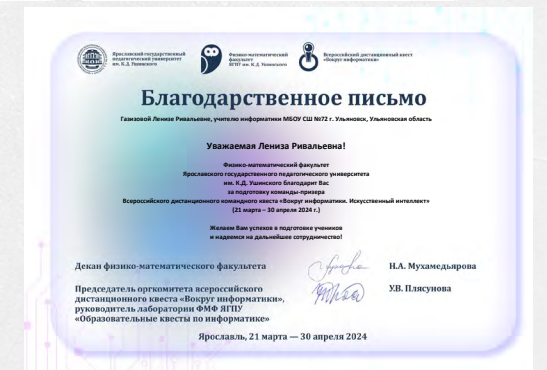 Ярославский государственный
педагогический университет
им. К.Д. Ушинского
Физико-математический
факультет
ЯГПУ им. К.Д. Ушинского
Всероссийский дистанционный квест
«Вокруг информатики»
Благодарственное письмо
Газизовой Ленизе Ривальевне, учителю информатики МБОУ СШ №72 г. Ульяновск, Ульяновская область
Уважаемая Лениза Ривальевна!
Физико-математический факультет
Ярославского государственного педагогического университета
им. К.Д. Ушинского благодарит Вас
за подготовку команды-призера
Всероссийского дистанционного командного квеста «Вокруг информатики. Искусственный интеллект»
(21 марта – 30 апреля 2024 г.)
Желаем Вам успехов в подготовке учеников
и надеемся на дальнейшее сотрудничество!
Декан физико-математического факультета
Н.А. Мухамедьярова
Председатель оргкомитета всероссийского
дистанционного квеста «Вокруг информатики»,
руководитель лаборатории ФМФ ЯГПУ
«Образовательные квесты по информатике»
У.В. Плясунова
Ярославль, 21 марта — 30 апреля 2024